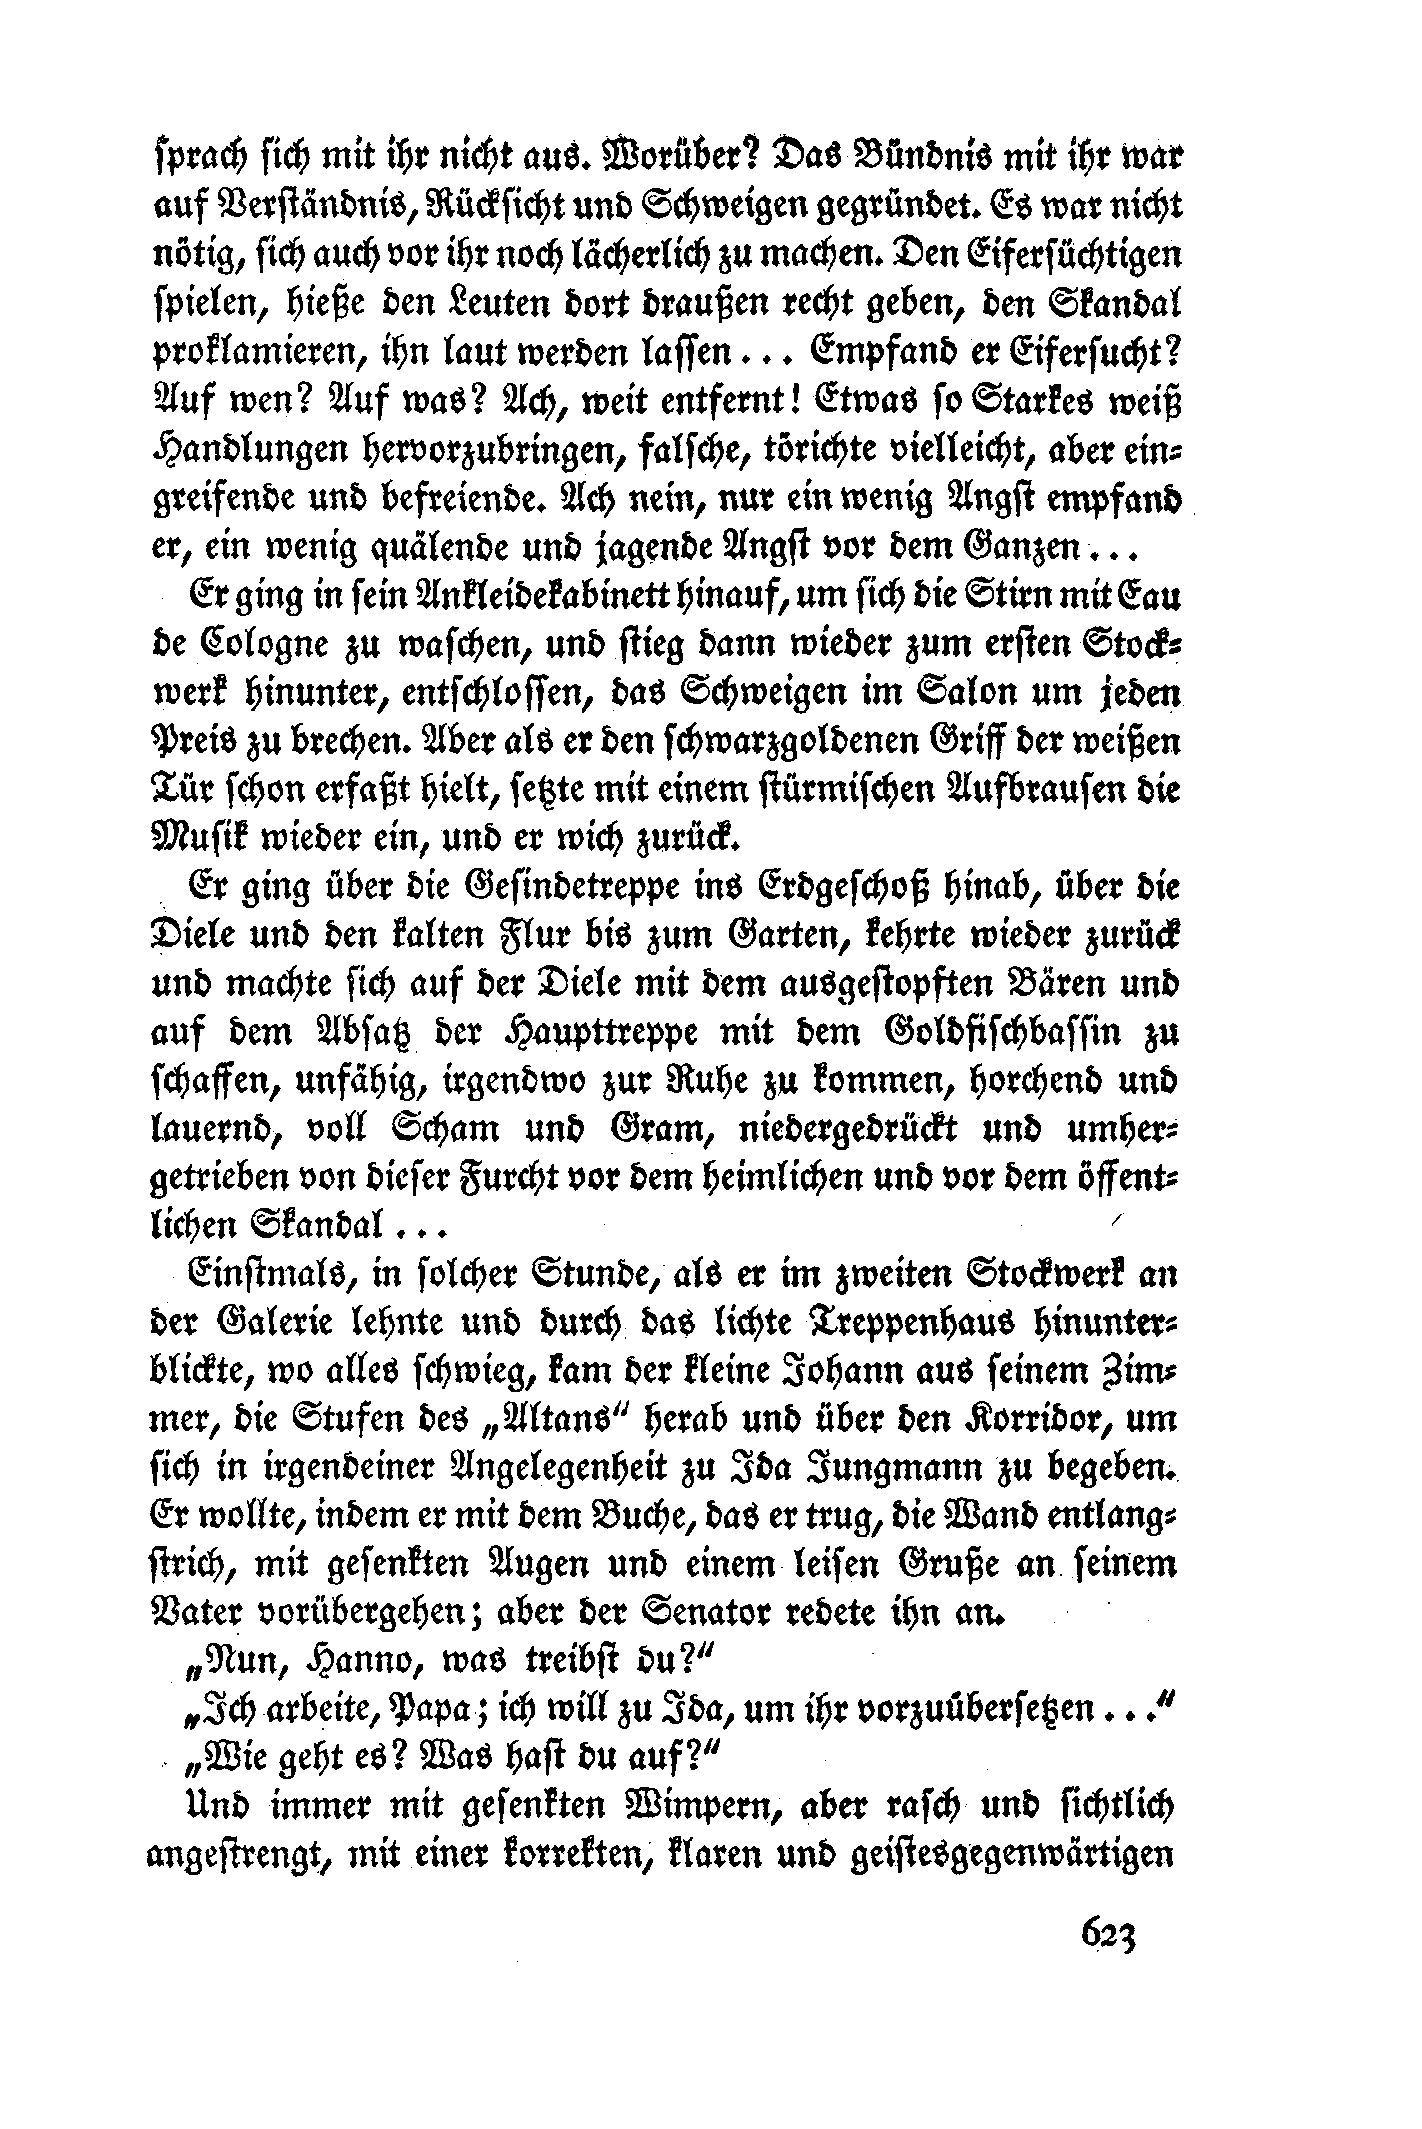 sprach sich mit ihr nicht aus. Worüber? Das Bündnis mit ihr war
auf Verständnis, Rücksicht und Schweigen gegründet. Es war nicht
nötig, sich auch vor ihr noch lächerlich zu machen. Den Eifersüchtigen
spielen, hieße den Leuten dort draußen recht geben, den Skandal
proklamieren, ihn laut werden lassen... Empfand er Eifersucht?
Auf wen? Auf was? Ach, weit entfernt! Etwas so Starkes weiß
Handlungen hervorzubringen, falsche, törichte vielleicht, aber ein-
greifende und befreiende. Ach nein, nur ein wenig Angst empfand
er, ein wenig quälende und jagende Angst vor dem Ganzen...
Er ging in sein Ankleidekabinett hinauf, um sich die Stirn mit Eau
de Cologne zu waschen, und stieg dann wieder zum ersten Stock-
werk hinunter, entschlossen, das Schweigen im Salon um jeden
Preis zu brechen. Aber als er den schwarzgoldenen Griff der weißen
Tür schon erfaßt hielt, setzte mit einem stürmischen Aufbrausen die
Musik wieder ein, und er wich zurück.
Er ging über die Gesindetreppe ins Erdgeschoß hinab, über die
Diele und den kalten Flur bis zum Garten, kehrte wieder zurück
und machte sich auf der Diele mit dem ausgestopften Bären und
auf dem Absatz der Haupttreppe mit dem Goldfischbassin zu
schaffen, unfähig, irgendwo zur Ruhe zu kommen, horchend und
lauernd, voll Scham und Gram, niedergedrückt und umher-
getrieben von dieser Furcht vor dem heimlichen und vor dem öffent-
lichen Skandal...
Einstmals, in solcher Stunde, als er im zweiten Stockwerk an
der Galerie lehnte und durch das lichte Treppenhaus hinunter-
blickte, wo alles schwieg, kam der kleine Johann aus seinem Zim-
mer, die Stufen des „Altans“ herab und über den Korridor, um
sich in irgendeiner Angelegenheit zu Ida Jungmann zu begeben.
Er wollte, indem er mit dem Buche, das er trug, die Wand entlang-
strich, mit gesenkten Augen und einem leisen Gruße an seinem
Vater vorübergehen; aber der Senator redete ihn an.
„Nun, Hanno, was treibst du?“
„Ich arbeite, Papa; ich will zu Ida, um ihr vorzuübersetzen...“
„Wie geht es? Was hast du auf?“
Und immer mit gesenkten Wimpern, aber rasch und sichtlich
angestrengt, mit einer korrekten, klaren und geistesgegenwärtigen
623